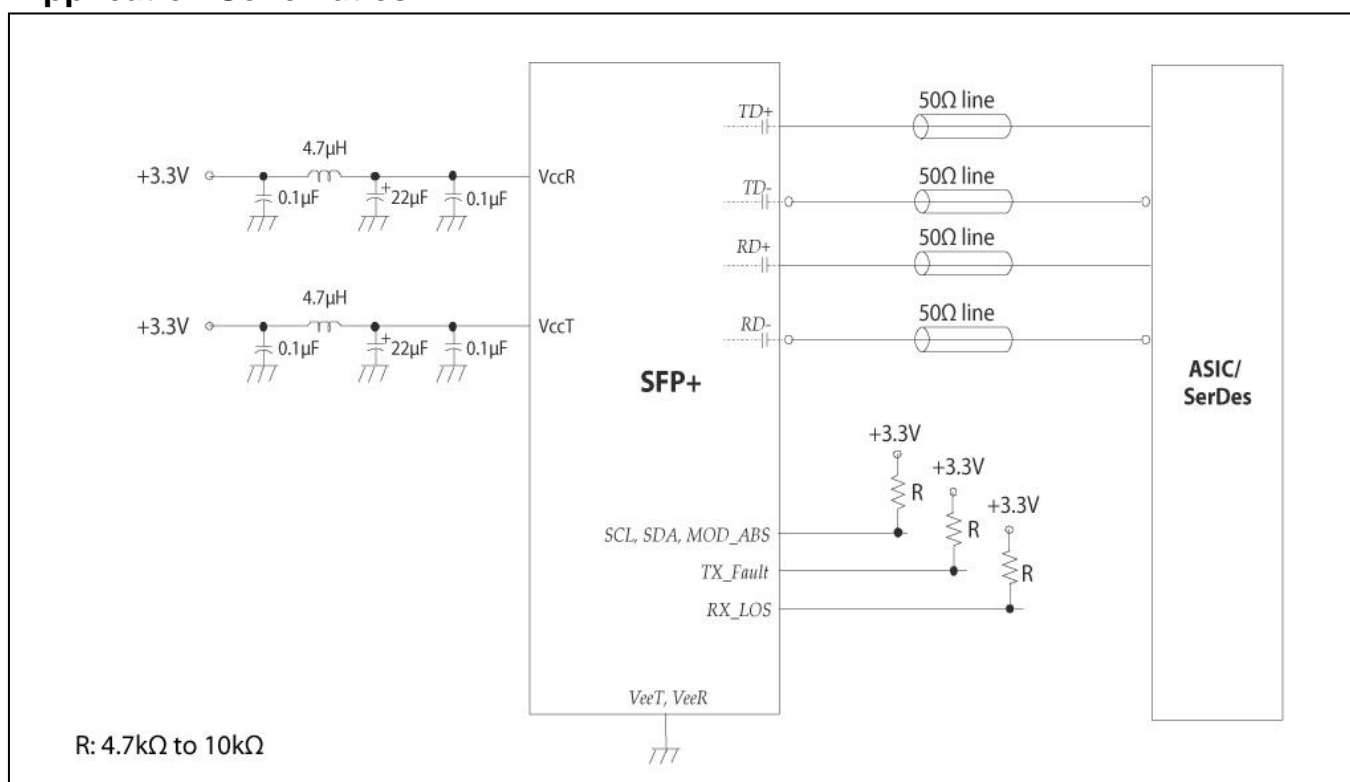 +3.3V
4.7µH
0.1µF
+
22µF
0.1µF
VccR
+3.3V
4.7µH
0.1µF
+
22µF
0.1µF
VccT
SFP+
TD+
50Ω line
TD-
50Ω line
RD+
50Ω line
RD-
50Ω line
ASIC/
SerDes
+3.3V
R
+3.3V
R
+3.3V
R
SCL, SDA, MOD_ABS
TX_Fault
RX_LOS
VeeT, VeeR
R: 4.7kΩ to 10kΩ